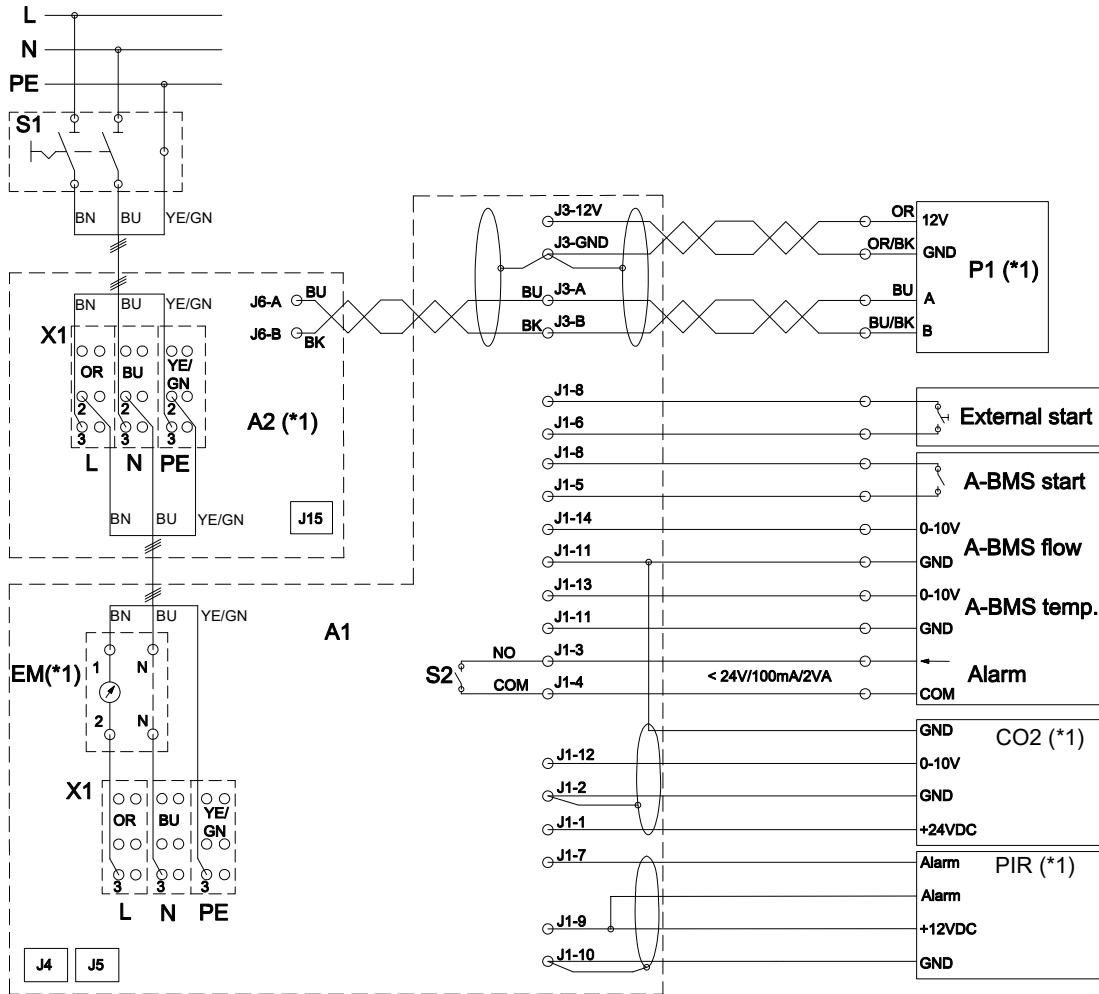 L
N
PE
S1
BN BU YE/GN
BN BU YE/GN
X1
OR BU YE/
GN
2 2 2
3 3 3
L N PE
A2 (*1)
BN BU YE/GN
J15
J6-A BU
J6-B BK
BU
BK
J3-12V
J3-GND
J3-A
J3-B
OR 12V
OR/BK GND
BU A
BU/BK B
P1 (*1)
J1-8
J1-6
External start
J1-8
J1-5
A-BMS start
J1-14 0-10V
J1-11 GND
A-BMS flow
J1-13 0-10V
J1-11 GND
A-BMS temp.
S2
NO J1-3
COM J1-4
< 24V/100mA/2VA
Alarm
COM
GND
CO2 (*1)
J1-12 0-10V
J1-2 GND
J1-1 +24VDC
J1-7 Alarm
PIR (*1)
Alarm
J1-9 +12VDC
J1-10 GND
BN BU YE/GN
A1
EM(*1)
1 N
2 N
X1
OR BU YE/
GN
3 3 3
L N PE
J4 J5